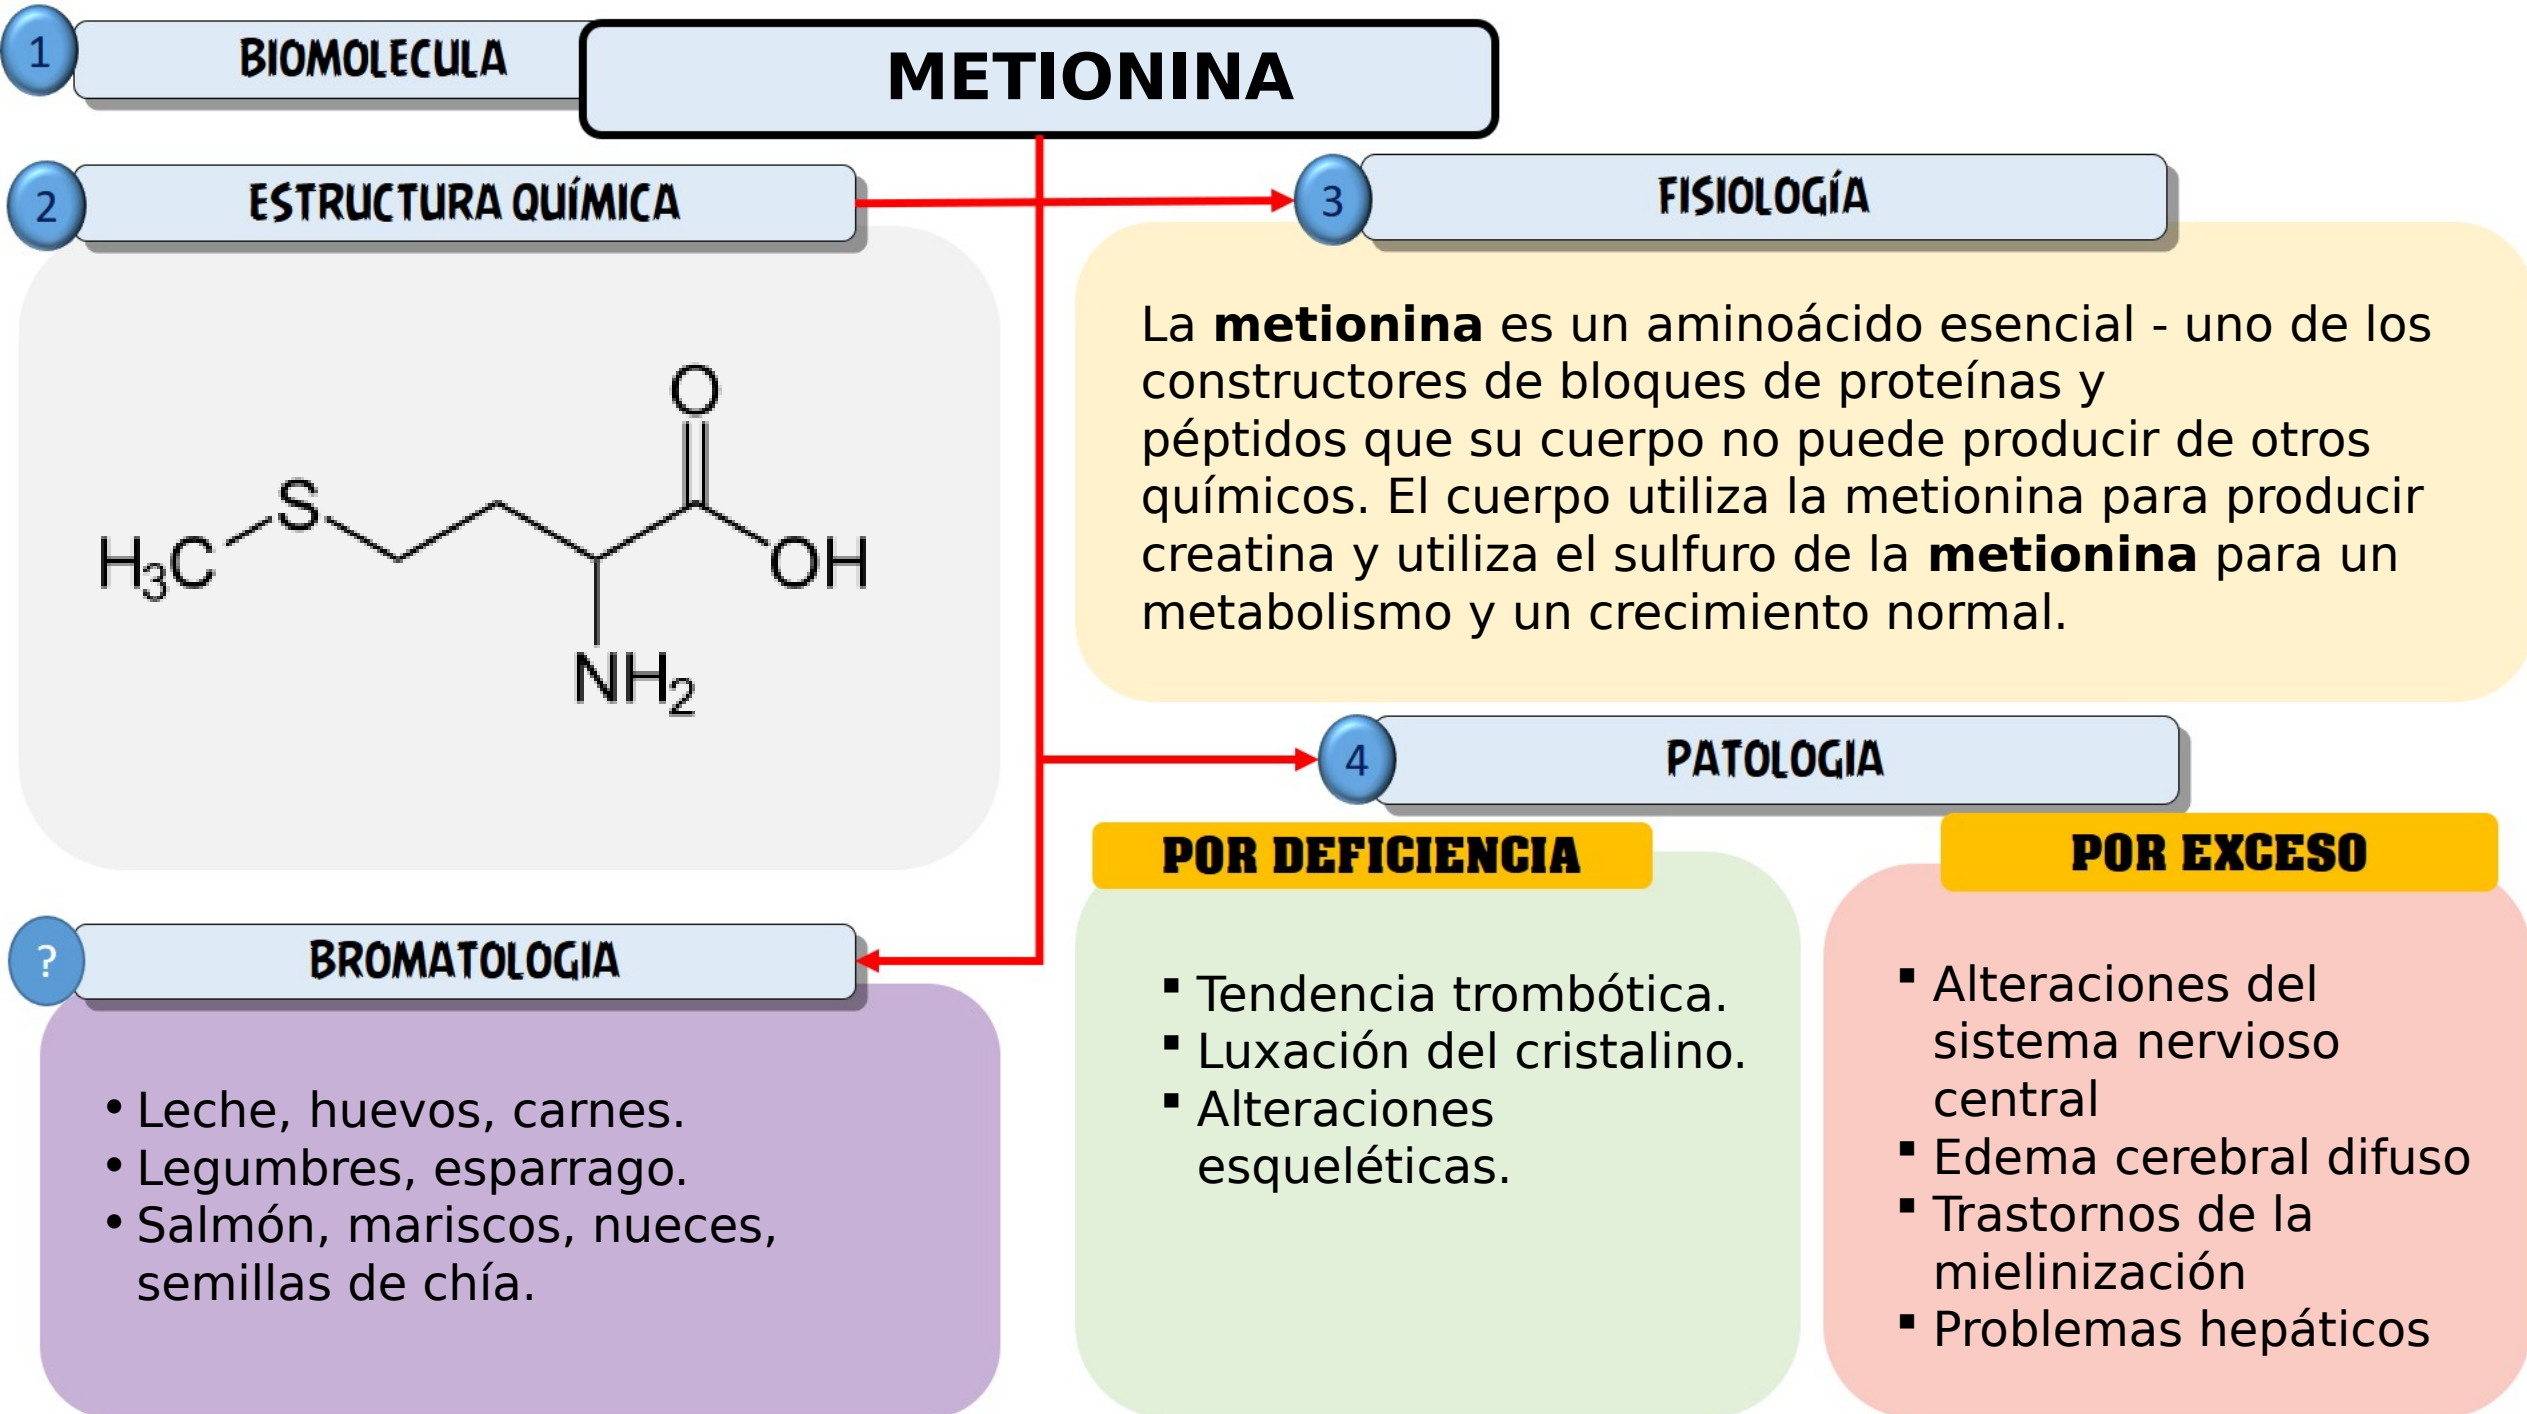 1
BIOMOLECULA
METIONINA
2
ESTRUCTURA QUÍMICA
O
S
H3C
OH
NH2
3
FISIOLOGÍA
La metionina es un aminoácido esencial - uno de los
constructores de bloques de proteínas y
péptidos que su cuerpo no puede producir de otros
químicos. El cuerpo utiliza la metionina para producir
creatina y utiliza el sulfuro de la metionina para un
metabolismo y un crecimiento normal.
4
PATOLOGIA
POR DEFICIENCIA
▪ Tendencia trombótica.
▪ Luxación del cristalino.
▪ Alteraciones
esqueléticas.
POR EXCESO
▪ Alteraciones del
sistema nervioso
central
▪ Edema cerebral difuso
▪ Trastornos de la
mielinización
▪ Problemas hepáticos
?
BROMATOLOGIA
• Leche, huevos, carnes.
• Legumbres, esparrago.
• Salmón, mariscos, nueces,
semillas de chía.